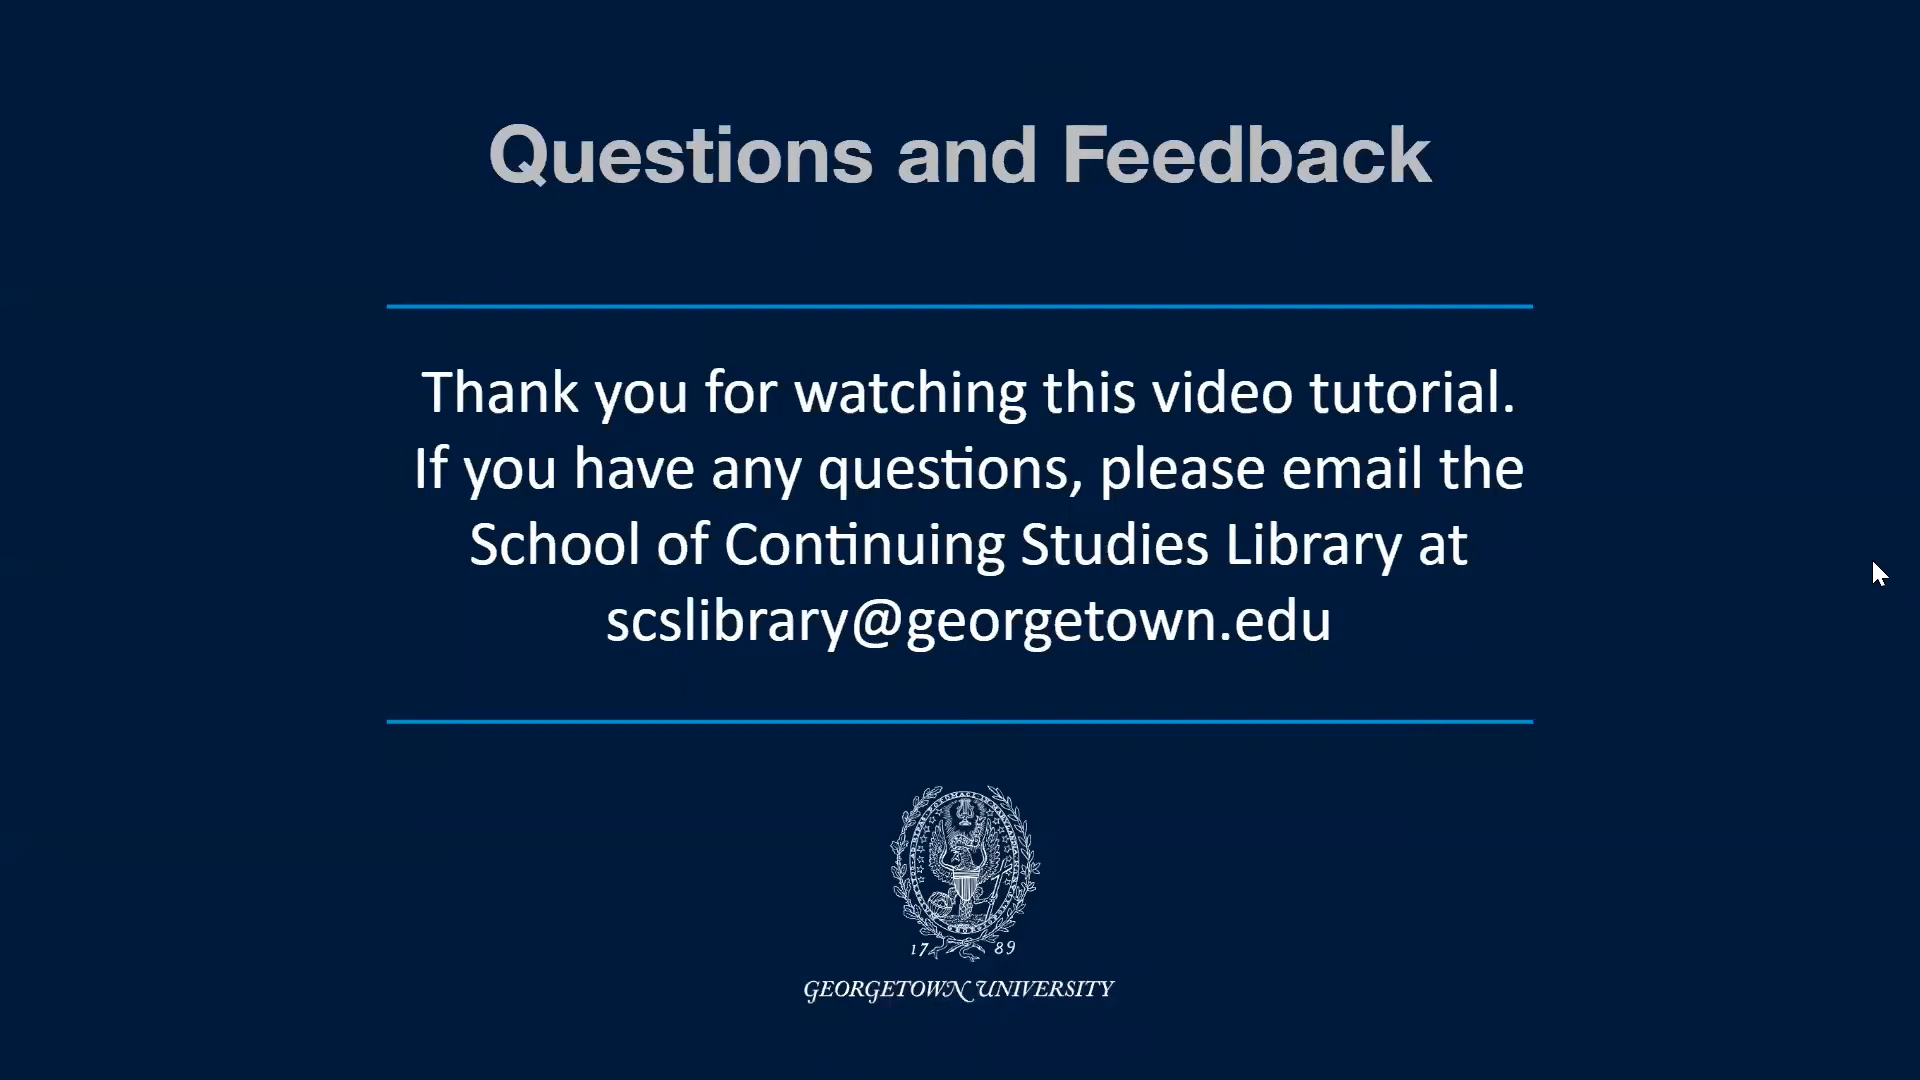 Questions and Feedback
Thank you for watching this video tutorial.
If you have any questions, please email the
School of Continuing Studies Library at
scslibrary@georgetown.edu
17 89
GEORGETOWN UNIVERSITY